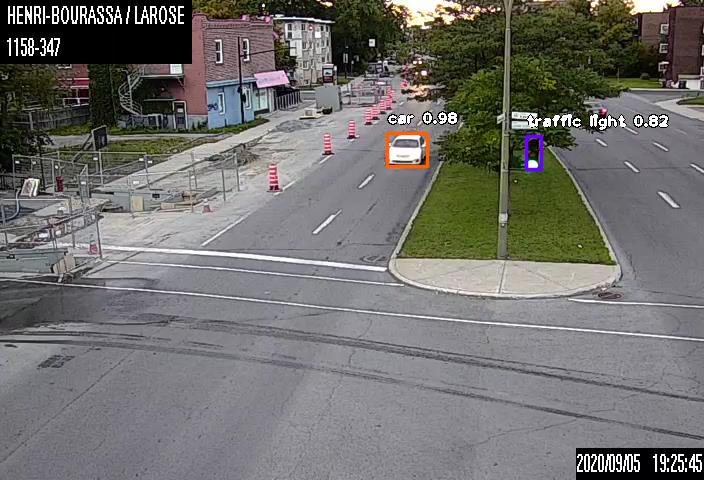 HENRI-BOURASSA / LAROSE
1158-347
car 0.98
traffic light 0.82
2020/09/05 19:25:45